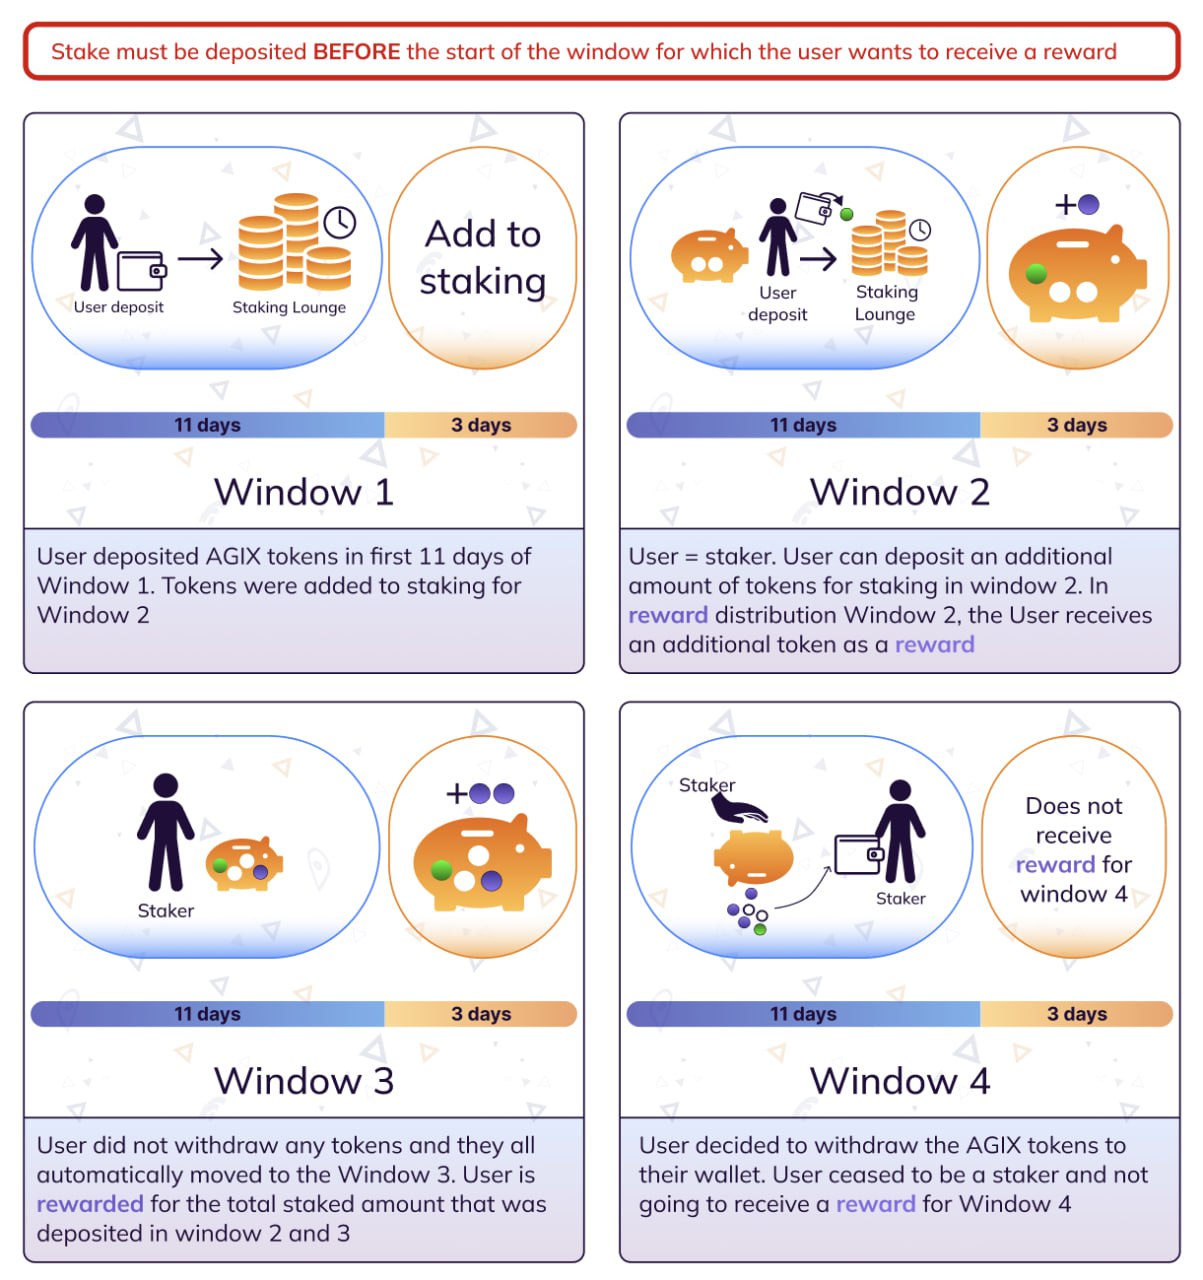 Stake must be deposited BEFORE the start of the window for which the user wants to receive a reward
User deposit
Staking Lounge
Add to
staking
11 days
3 days
Window 1
User deposited AGIX tokens in first 11 days of
Window 1. Tokens were added to staking for
Window 2
User
deposit
Staking
Lounge
+
11 days
3 days
Window 2
User = staker. User can deposit an additional
amount of tokens for staking in window 2. In
reward distribution Window 2, the User receives
an additional token as a reward
Staker
+
11 days
3 days
Window 3
User did not withdraw any tokens and they all
automatically moved to the Window 3. User is
rewarded for the total staked amount that was
deposited in window 2 and 3
Staker
Staker
Does not
receive
reward for
window 4
11 days
3 days
Window 4
User decided to withdraw the AGIX tokens to
their wallet. User ceased to be a staker and not
going to receive a reward for Window 4